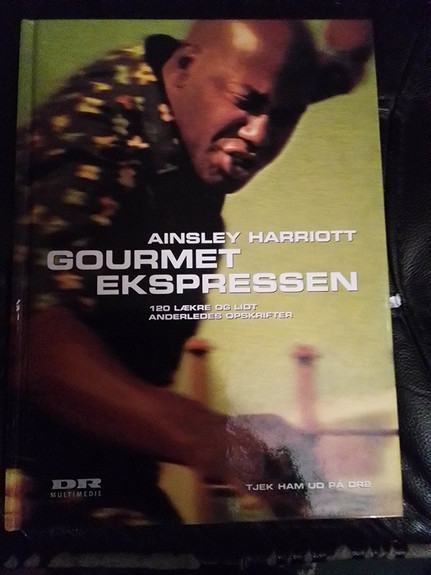 AINSLEY HARRIOTT
GOURMET
EKSPRESSEN
120 LÆKRE OG LIDT
ANDERLEDES OPSKRIFTER
TJEK HAM UD PÅ DR2
DR
MULTIMEDIE